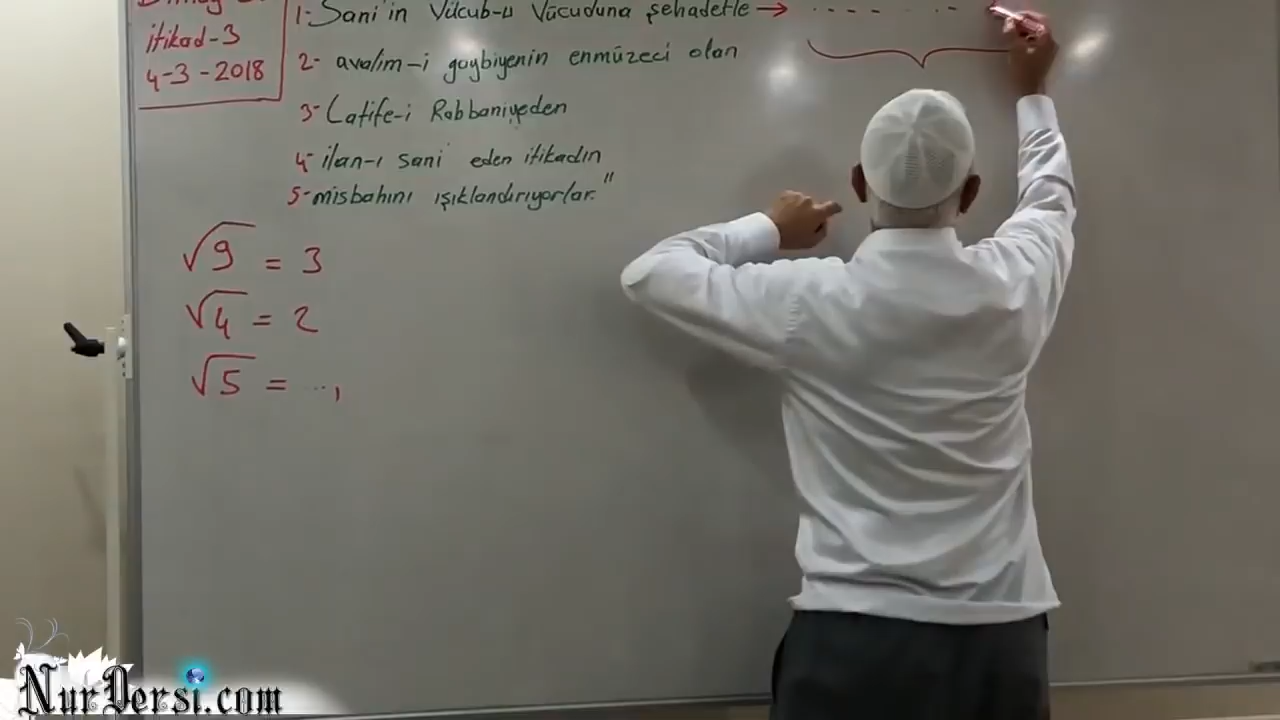 itikad-3
4-3-2018
1- Sani'in Vücub-u Vücuduna şehadetle → . - - - . . -
2- avalim-i gaybiyenin enmüzeci olan
3- Latife-i Rabbaniyeden
4- ilan-ı sani eden itikadın
5- misbahını ışıklandırıyorlar."
√9 = 3
√4 = 2
√5 = ...,
NurDersi.com